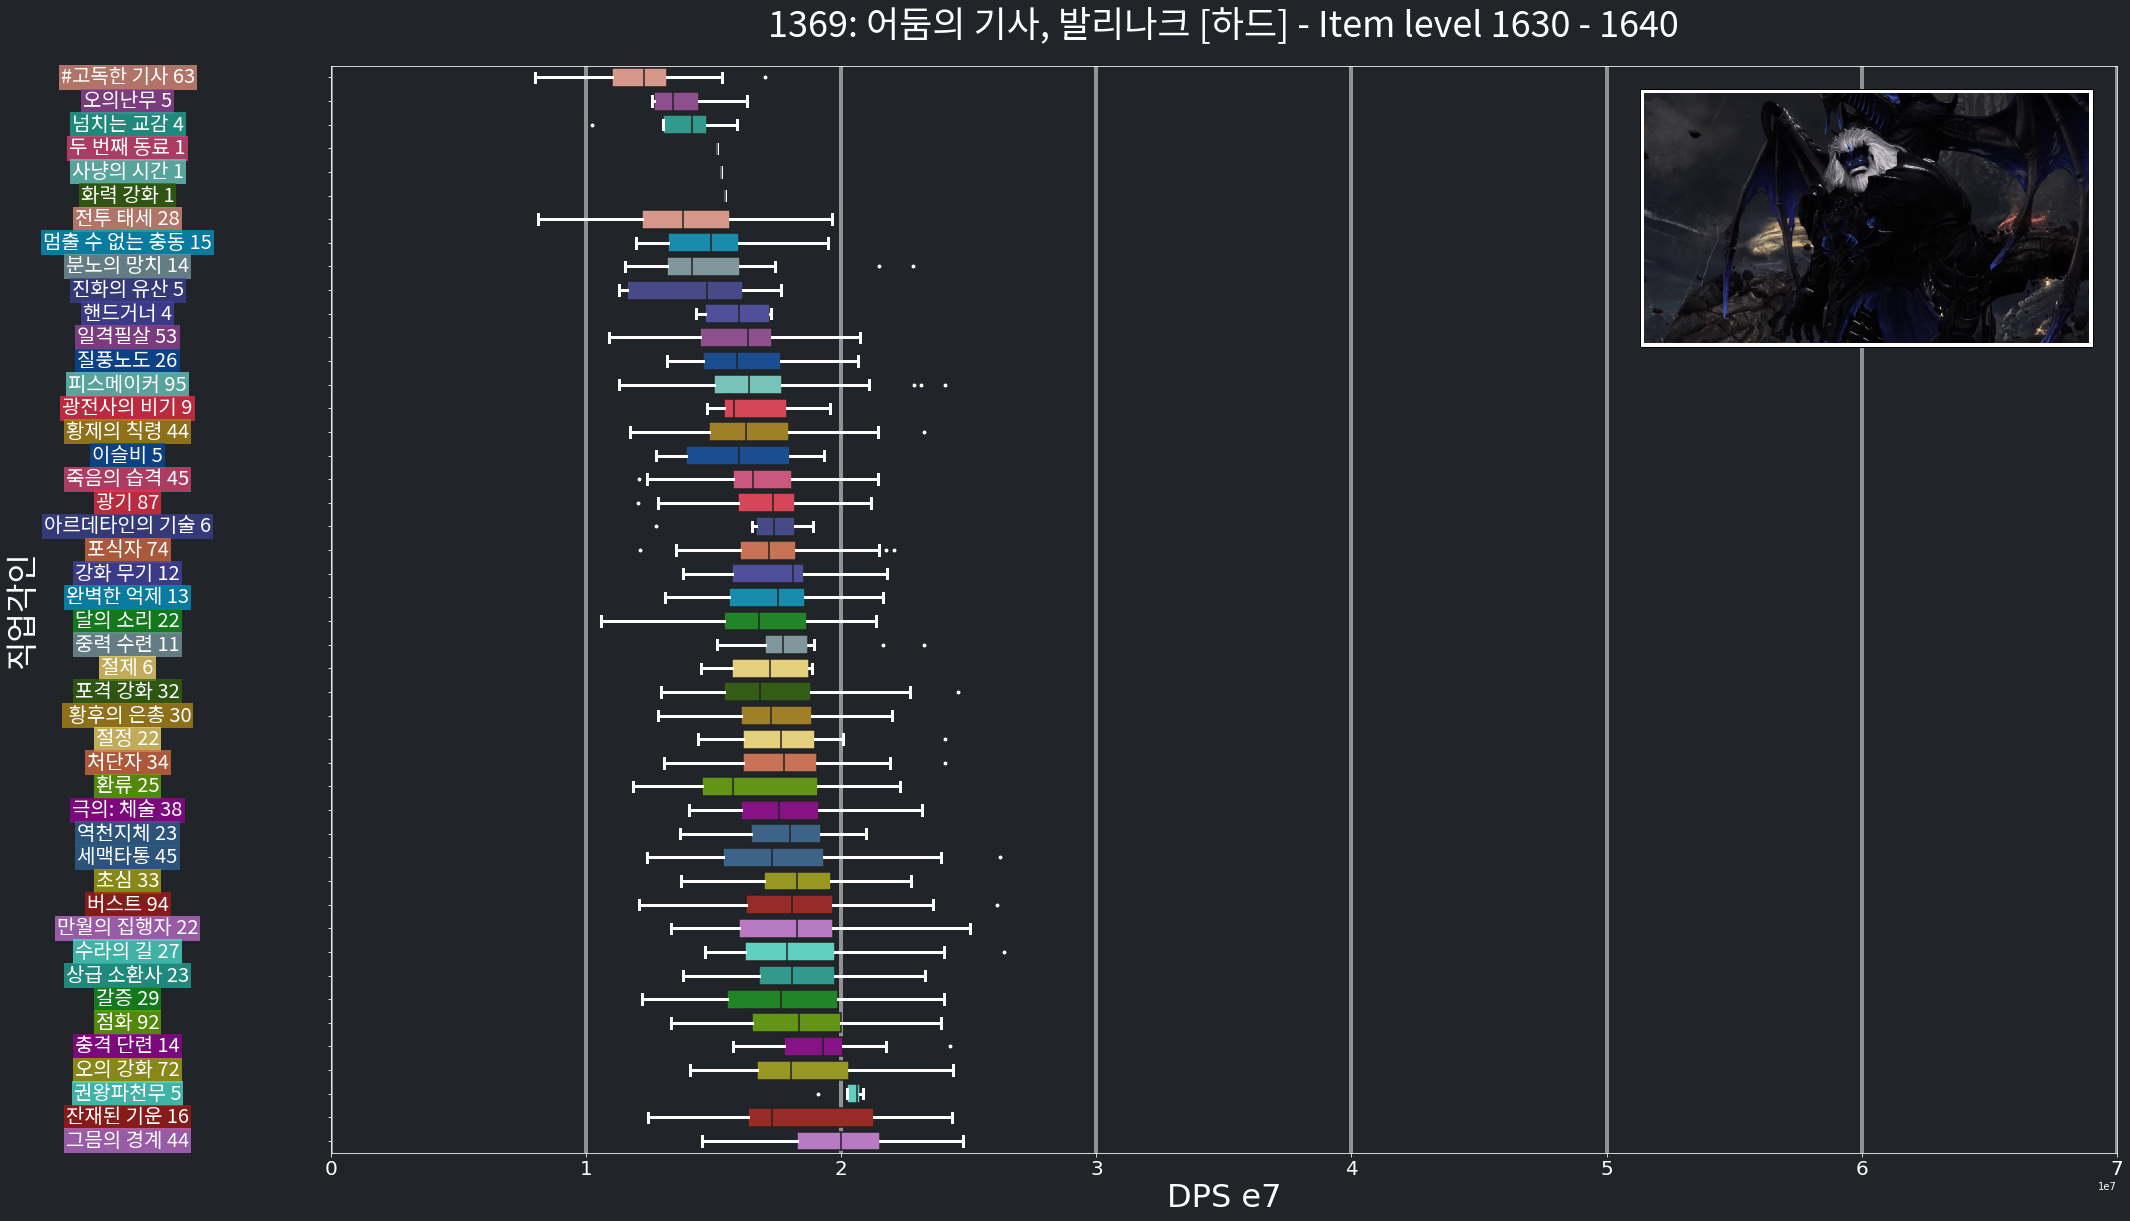 1369: 어둠의 기사, 발리나크 [하드] - Item level 1630 - 1640
직업각인
#고독한 기사 63
오의난무 5
넘치는 교감 4
두 번째 동료 1
사냥의 시간 1
화력 강화 1
전투 태세 28
멈출 수 없는 충동 15
분노의 망치 14
진화의 유산 5
핸드거너 4
일격필살 53
질풍노도 26
피스메이커 95
광전사의 비기 9
황제의 칙령 44
이슬비 5
죽음의 습격 45
광기 87
아르데타인의 기술 6
포식자 74
강화 무기 12
완벽한 억제 13
달의 소리 22
중력 수련 11
절제 6
포격 강화 32
황후의 은총 30
절정 22
처단자 34
환류 25
극의: 체술 38
역천지체 23
세맥타통 45
초심 33
버스트 94
만월의 집행자 22
수라의 길 27
상급 소환사 23
갈증 29
점화 92
충격 단련 14
오의 강화 72
권왕파천무 5
잔재된 기운 16
그믐의 경계 44
0 1 2 3 4 5 6 7
1e7
DPS e7